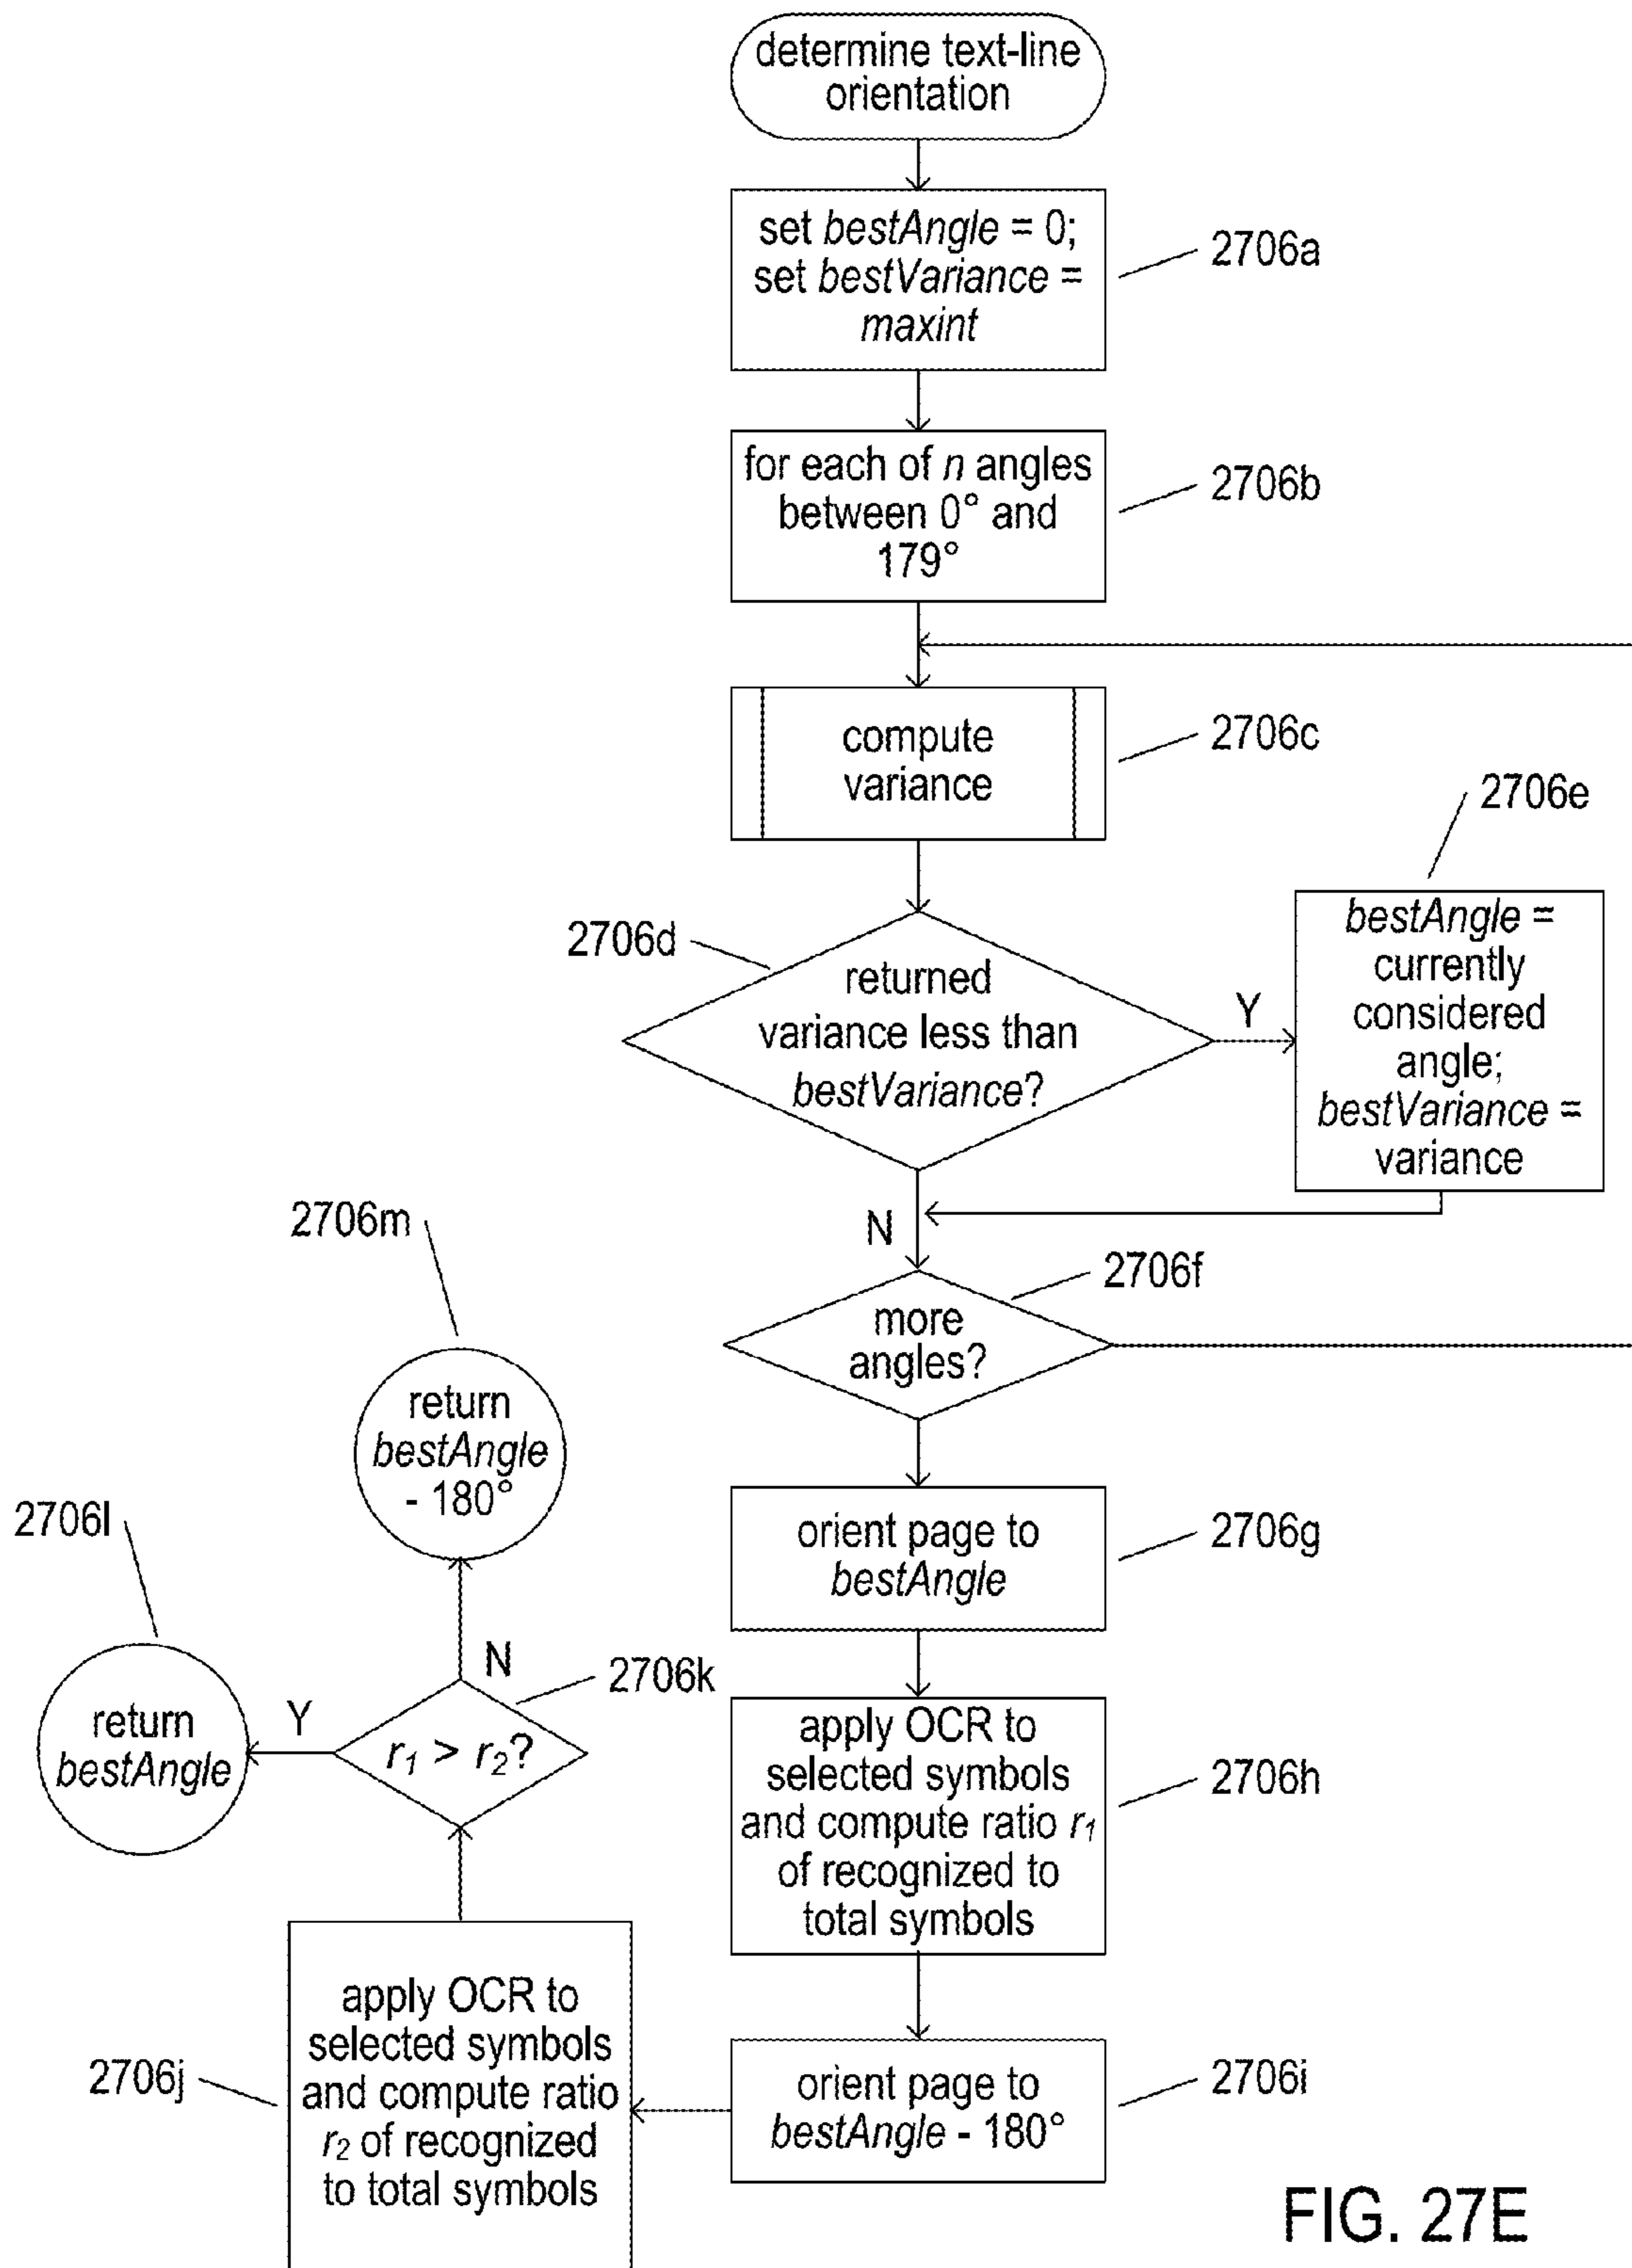 determine text-line
orientation
set bestAngle = 0;
set bestVariance =
maxint
2706a
for each of n angles
between 0° and
179°
2706b
compute
variance
2706c
2706d
returned
variance less than
bestVariance?
Y
N
2706e
bestAngle =
currently
considered
angle;
bestVariance =
variance
2706f
more
angles?
orient page to
bestAngle
2706g
apply OCR to
selected symbols
and compute ratio r₁
of recognized to
total symbols
2706h
orient page to
bestAngle - 180°
2706i
2706j
apply OCR to
selected symbols
and compute ratio
r₂ of recognized
to total symbols
r₁ > r₂?
2706k
Y
N
2706l
return
bestAngle
2706m
return
bestAngle
- 180°
FIG. 27E